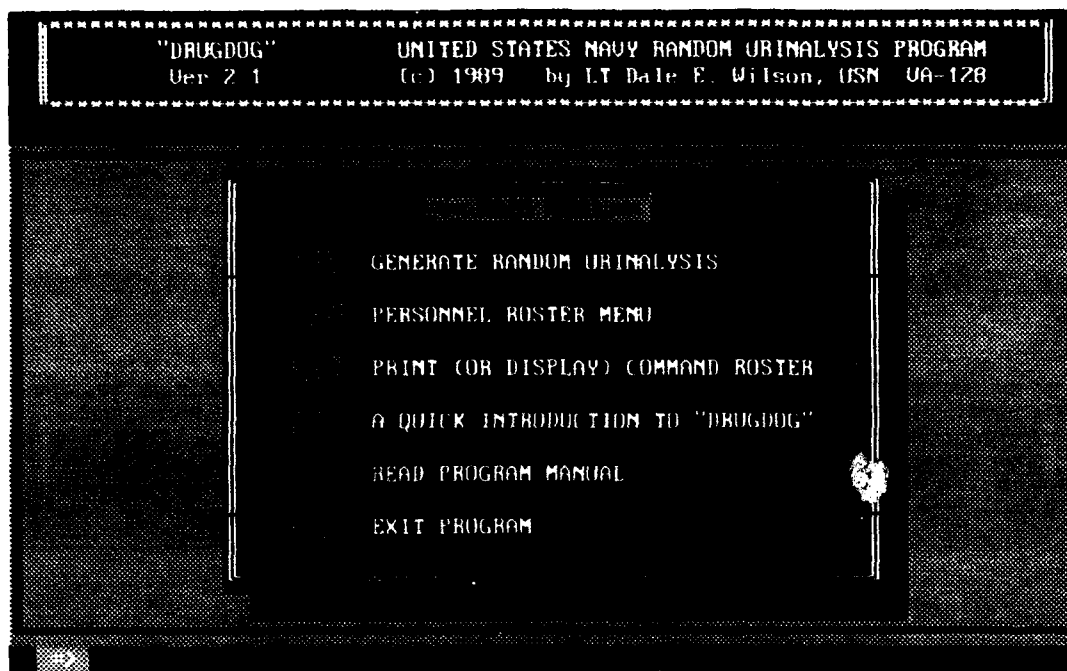 "DRUGDOG" UNITED STATES NAVY RANDOM URINALYSIS PROGRAM
Ver 2.1 (c) 1989 by LT Dale E. Wilson, USN VA-128
GENERATE RANDOM URINALYSIS
PERSONNEL ROSTER MENU
PRINT (OR DISPLAY) COMMAND ROSTER
A QUICK INTRODUCTION TO "DRUGDOG"
READ PROGRAM MANUAL
EXIT PROGRAM